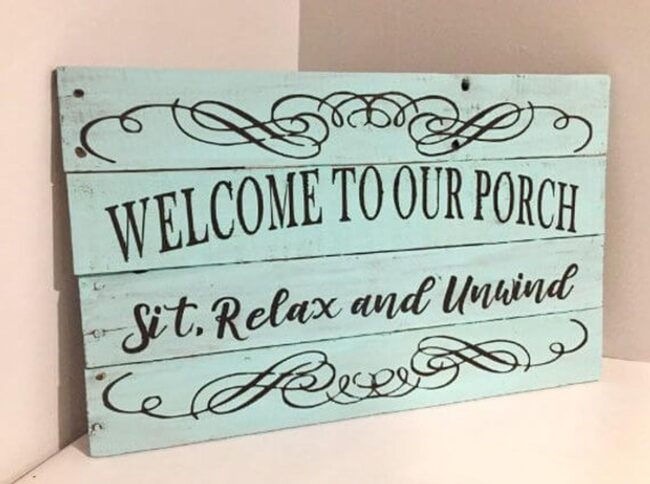 WELCOME TO OUR PORCH
Sit, Relax and Unwind